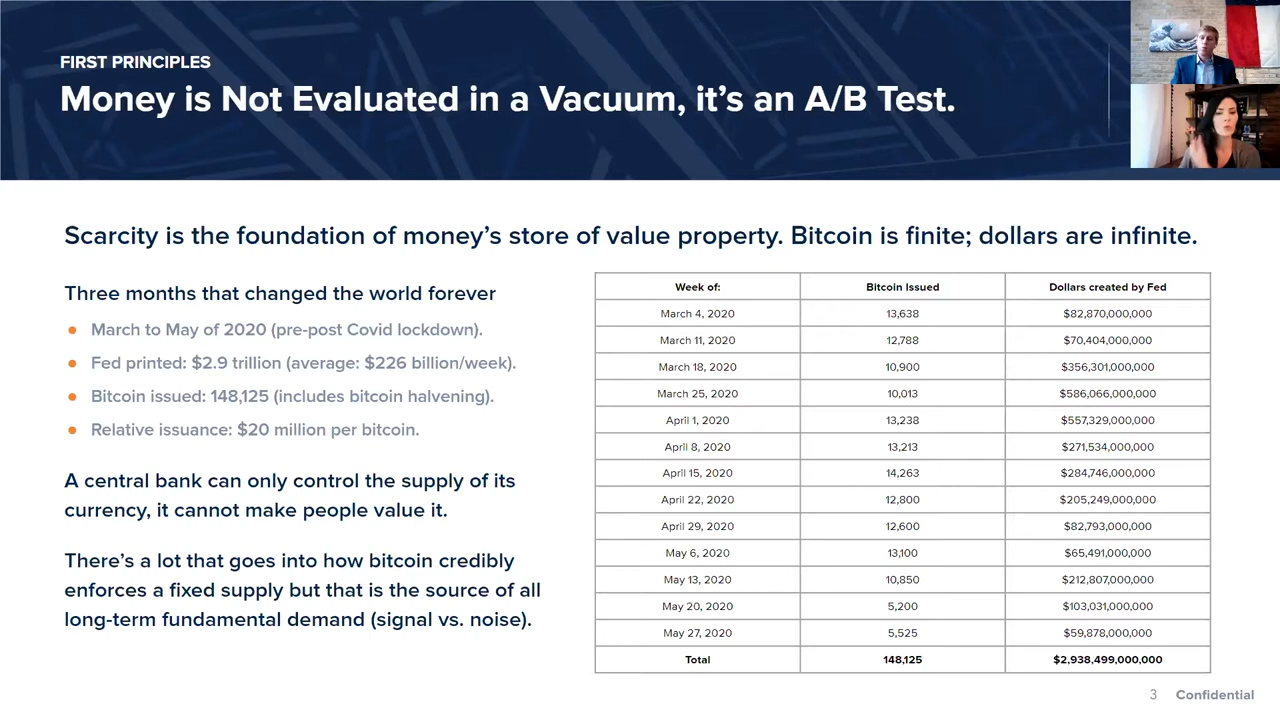 FIRST PRINCIPLES
Money is Not Evaluated in a Vacuum, it's an A/B Test.
Scarcity is the foundation of money's store of value property. Bitcoin is finite; dollars are infinite.
Three months that changed the world forever
• March to May of 2020 (pre-post Covid lockdown).
• Fed printed: $2.9 trillion (average: $226 billion/week).
• Bitcoin issued: 148,125 (includes bitcoin halvening).
• Relative issuance: $20 million per bitcoin.
A central bank can only control the supply of its
currency, it cannot make people value it.
There's a lot that goes into how bitcoin credibly
enforces a fixed supply but that is the source of all
long-term fundamental demand (signal vs. noise).
Week of: Bitcoin Issued Dollars created by Fed
March 4, 2020 13,638 $82,870,000,000
March 11, 2020 12,788 $70,404,000,000
March 18, 2020 10,900 $356,301,000,000
March 25, 2020 10,013 $586,066,000,000
April 1, 2020 13,238 $557,329,000,000
April 8, 2020 13,213 $271,534,000,000
April 15, 2020 14,263 $284,746,000,000
April 22, 2020 12,800 $205,249,000,000
April 29, 2020 12,600 $82,793,000,000
May 6, 2020 13,100 $65,491,000,000
May 13, 2020 10,850 $212,807,000,000
May 20, 2020 5,200 $103,031,000,000
May 27, 2020 5,525 $59,878,000,000
Total 148,125 $2,938,499,000,000
3 Confidential